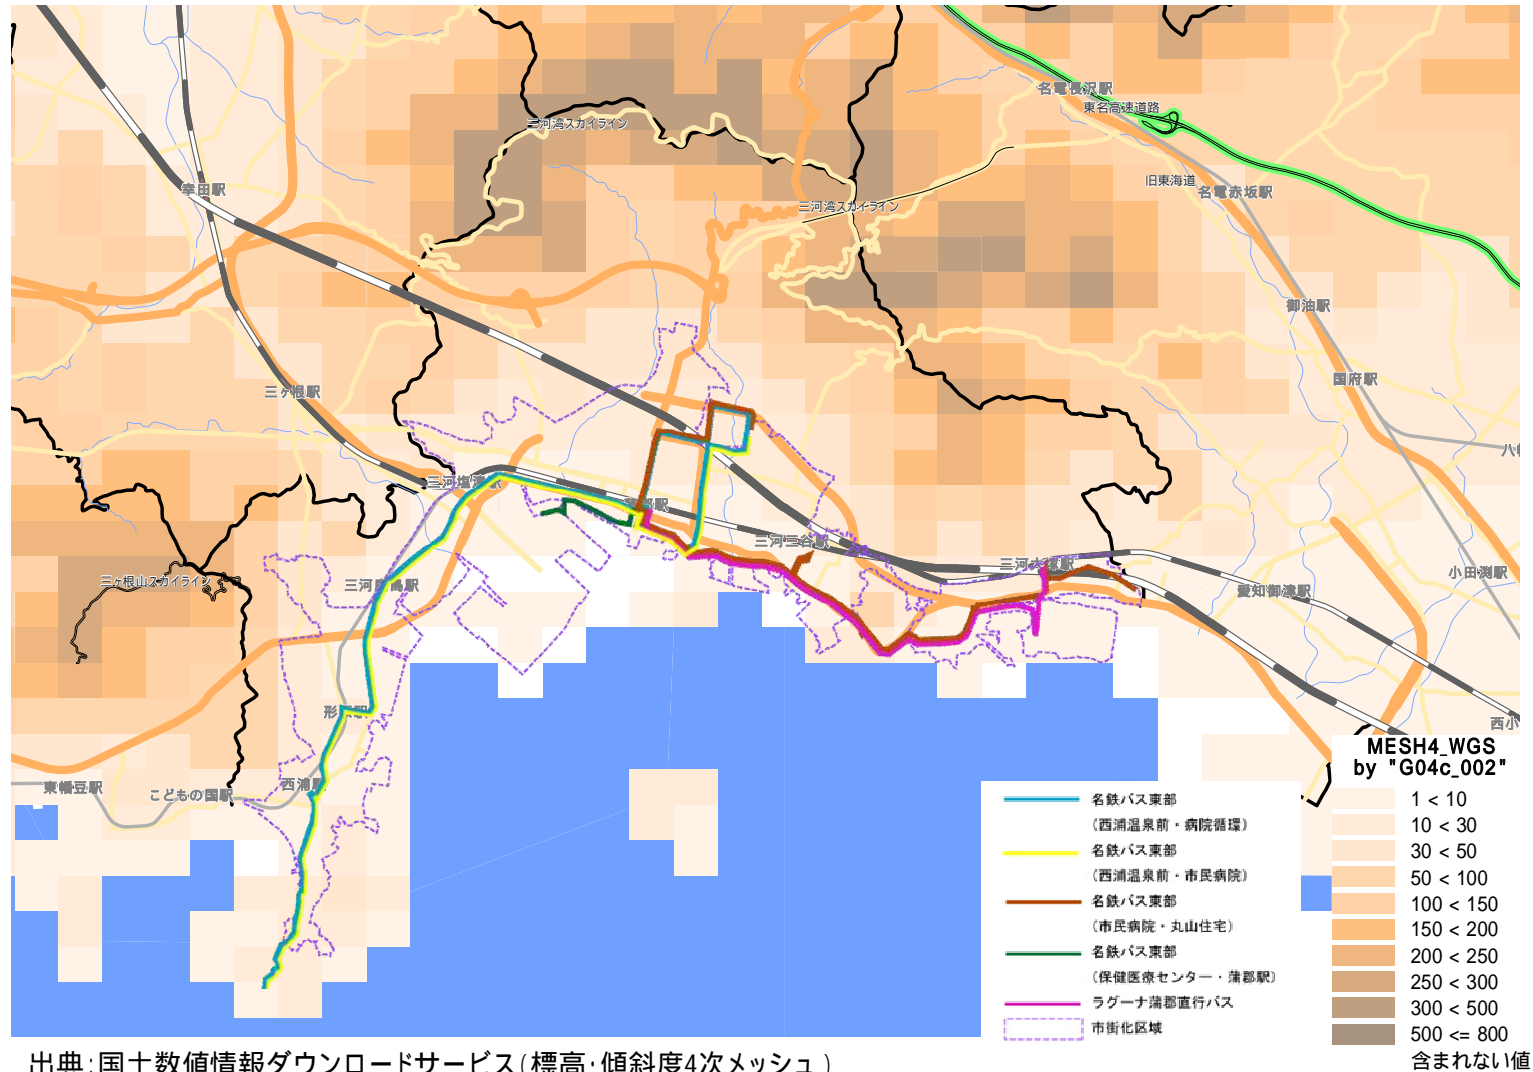 名電長沢駅
東名高速道路
三河湾スカイライン
旧東海道
幸田駅
名電赤坂駅
三河湾スカイライン
御油駅
国府駅
三ヶ根駅
三河塩津駅
蒲郡駅
三河三谷駅
三河大塚駅
小田渕駅
三ヶ根山スカイライン
三河鹿島駅
愛知御津駅
形原駅
西小
西浦駅
東幡豆駅
こどもの国駅
MESH4_WGS
by "G04c_002"
1 < 10
10 < 30
30 < 50
50 < 100
100 < 150
150 < 200
200 < 250
250 < 300
300 < 500
500 <= 800
含まれない値
名鉄バス東部
(西浦温泉前・病院循環)
名鉄バス東部
(西浦温泉前・市民病院)
名鉄バス東部
(市民病院・丸山住宅)
名鉄バス東部
(保健医療センター・蒲郡駅)
ラグーナ蒲郡直行バス
市街化区域
出典:国土数値情報ダウンロードサービス(標高・傾斜度4次メッシュ)